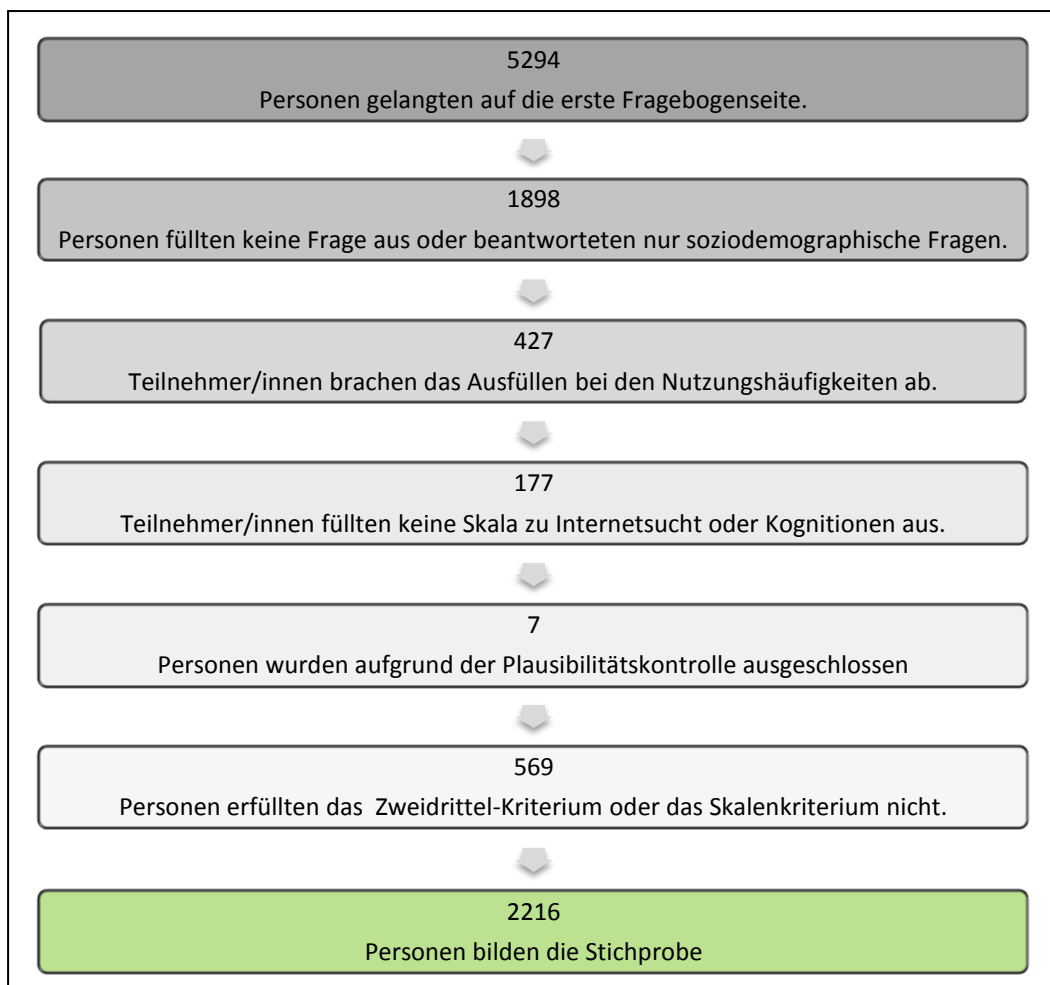 5294
Personen gelangten auf die erste Fragebogenseite.
1898
Personen füllten keine Frage aus oder beantworteten nur soziodemographische Fragen.
427
Teilnehmer/innen brachen das Ausfüllen bei den Nutzungshäufigkeiten ab.
177
Teilnehmer/innen füllten keine Skala zu Internetsucht oder Kognitionen aus.
7
Personen wurden aufgrund der Plausibilitätskontrolle ausgeschlossen
569
Personen erfüllten das  Zweidrittel-Kriterium oder das Skalenkriterium nicht.
2216
Personen bilden die Stichprobe